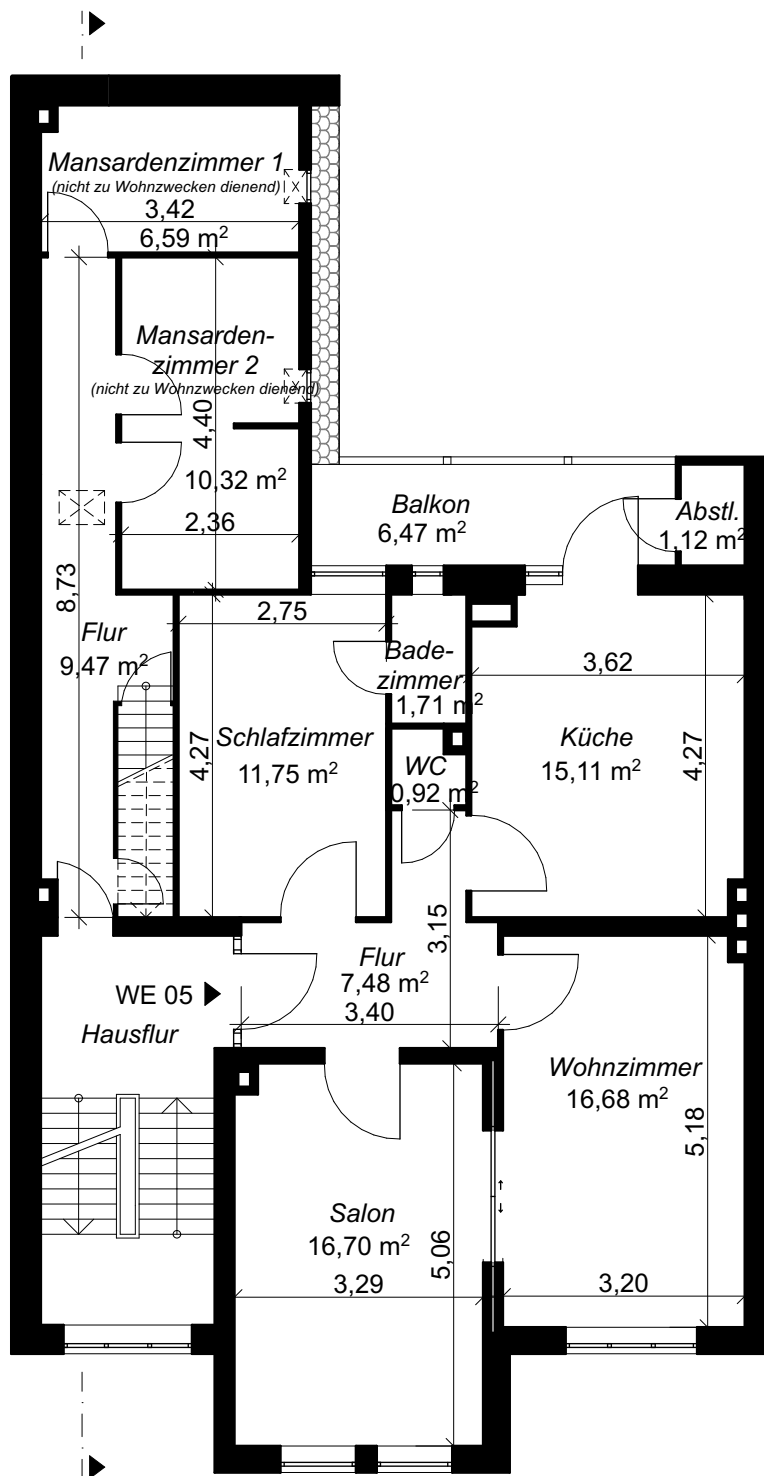 Mansardenzimmer 1
(nicht zu Wohnzwecken dienend)
3,42
6,59 m²
Mansarden-
zimmer 2
(nicht zu Wohnzwecken dienend)
4,40
10,32 m²
2,36
Balkon
6,47 m²
Abstl.
1,12 m²
8,73
Flur
9,47 m²
2,75
Bade-
zimmer
1,71 m²
3,62
4,27
Schlafzimmer
11,75 m²
WC
0,92 m²
Küche
15,11 m²
4,27
3,15
Flur
7,48 m²
3,40
WE 05
Hausflur
Wohnzimmer
16,68 m²
5,18
Salon
16,70 m²
5,06
3,29
3,20